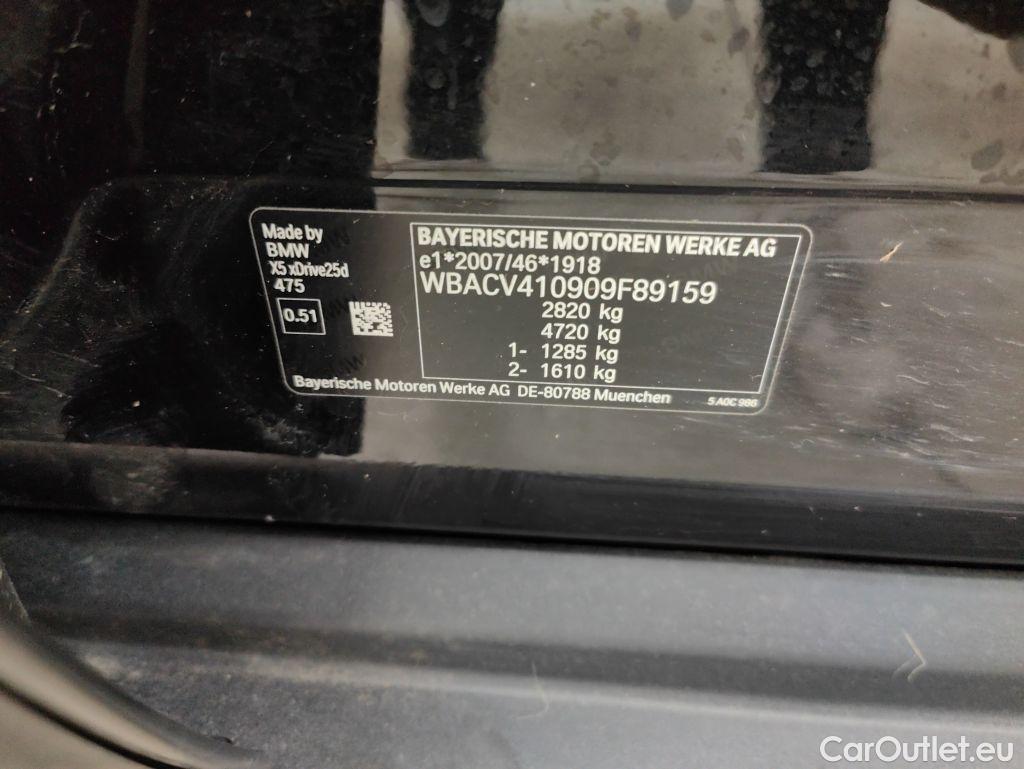 Made by
BMW
X5 xDrive25d
475
0.51
BAYERISCHE MOTOREN WERKE AG
e1*2007/46*1918
WBACV410909F89159
2820 kg
4720 kg
1- 1285 kg
2- 1610 kg
Bayerische Motoren Werke AG DE-80788 Muenchen
5 A0C 986
CarOutlet.eu